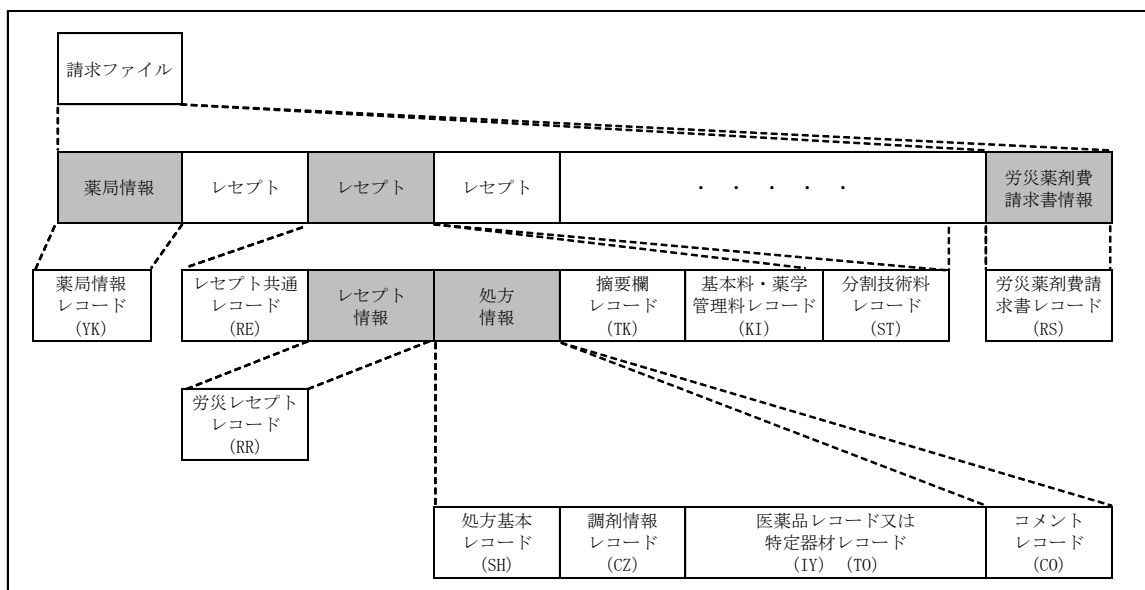 請求ファイル
薬局情報
レセプト
レセプト
レセプト
・ ・ ・ ・ ・
労災薬剤費
請求書情報
薬局情報
レコード
(YK)
レセプト共通
レコード
(RE)
レセプト
情報
処方
情報
摘要欄
レコード
(TK)
基本料・薬学
管理料レコード
(KI)
分割技術料
レコード
(ST)
労災薬剤費請
求書レコード
(RS)
労災レセプト
レコード
(RR)
処方基本
レコード
(SH)
調剤情報
レコード
(CZ)
医薬品レコード又は
特定器材レコード
(IY) (TO)
コメント
レコード
(CO)